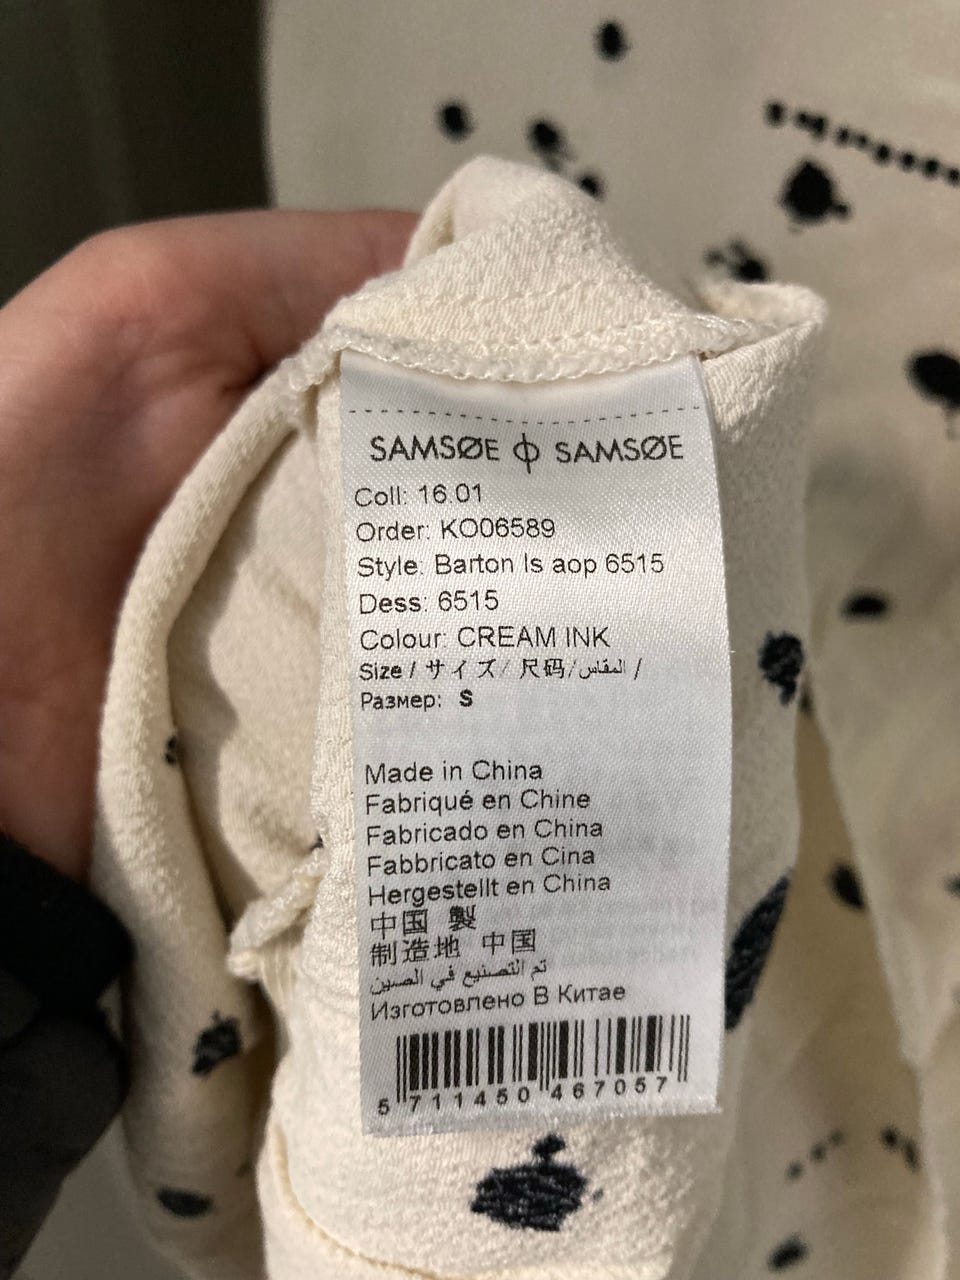 SAMSØE ϕ SAMSØE
Coll: 16.01
Order: KO06589
Style: Barton ls aop 6515
Dess: 6515
Colour: CREAM INK
Size / サイズ/ 尺码/المقاس /
Размер: S
Made in China
Fabriqué en Chine
Fabricado en China
Fabbricato en Cina
Hergestellt en China
中国 製
制造地 中国
تم التصنيع في الصين
Изготовлено В Китае
5 711450 467057